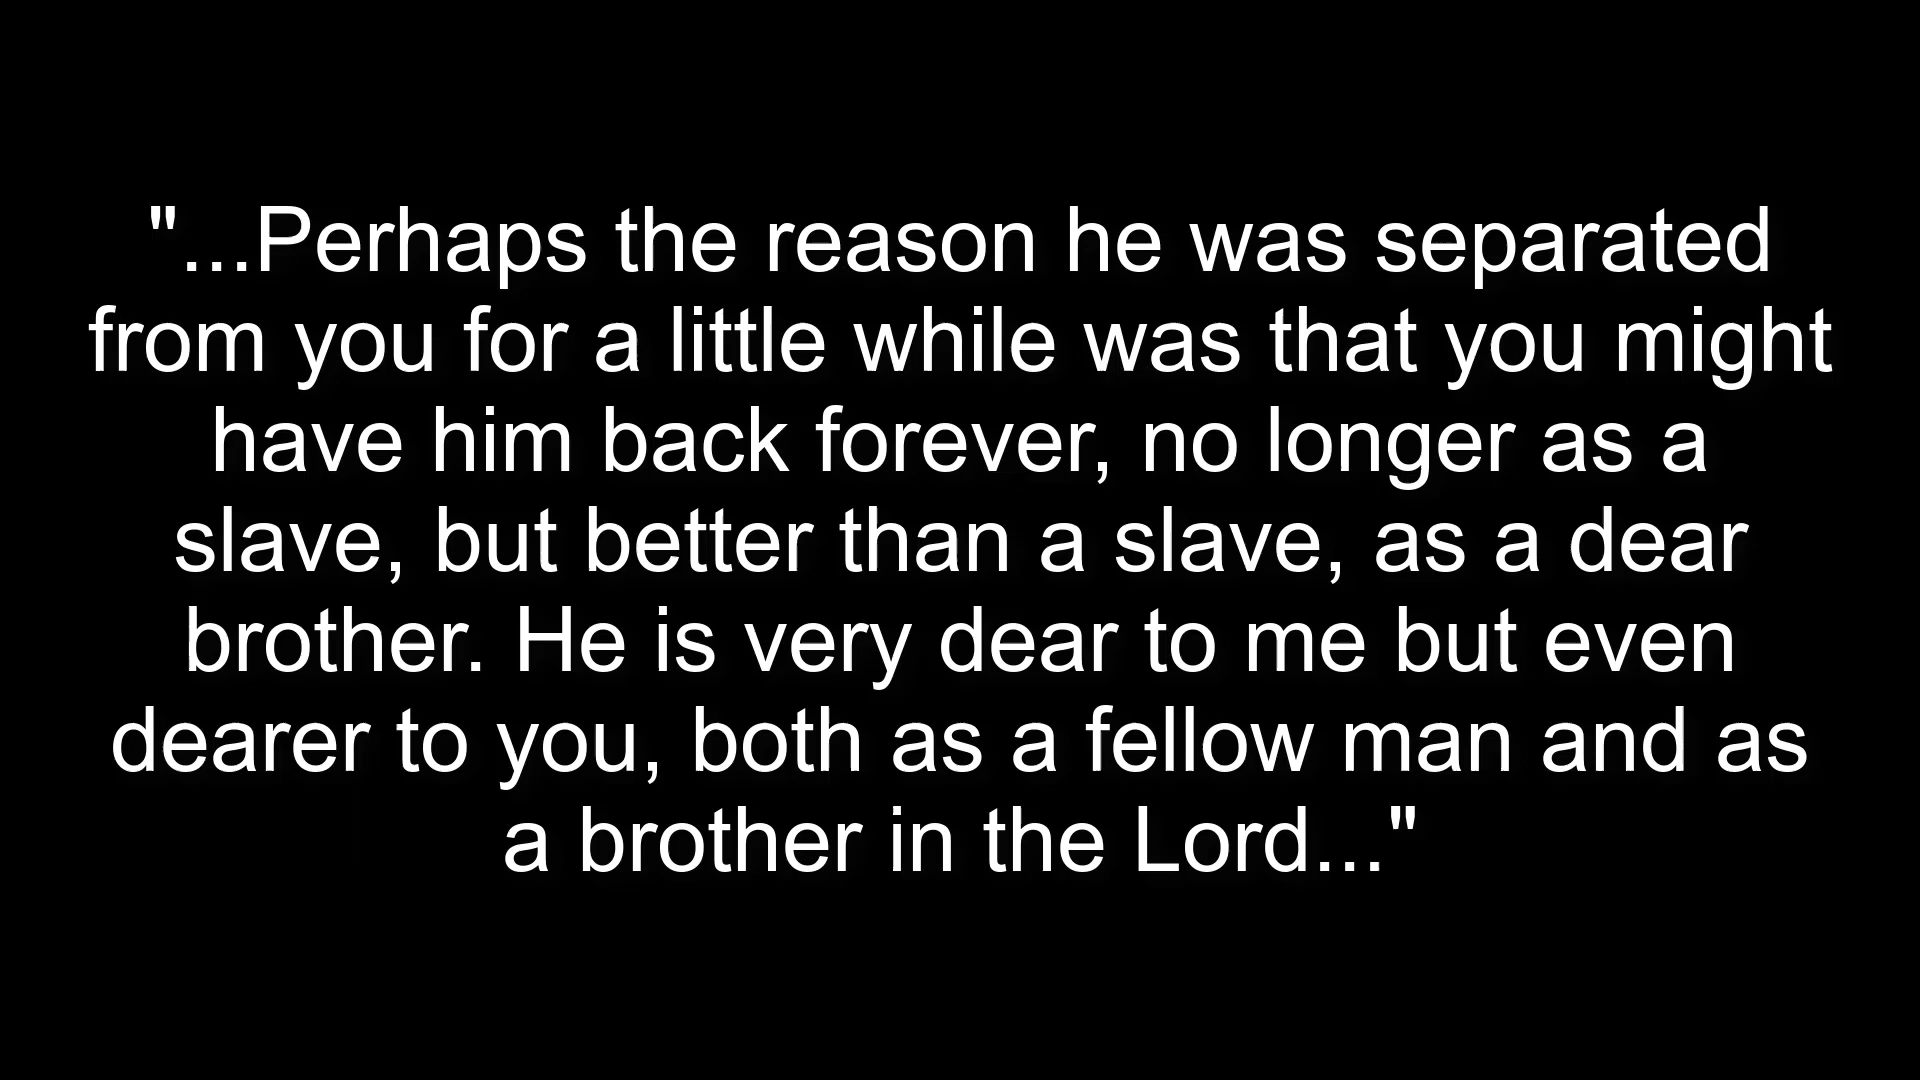 "...Perhaps the reason he was separated
from you for a little while was that you might
have him back forever, no longer as a
slave, but better than a slave, as a dear
brother. He is very dear to me but even
dearer to you, both as a fellow man and as
a brother in the Lord..."